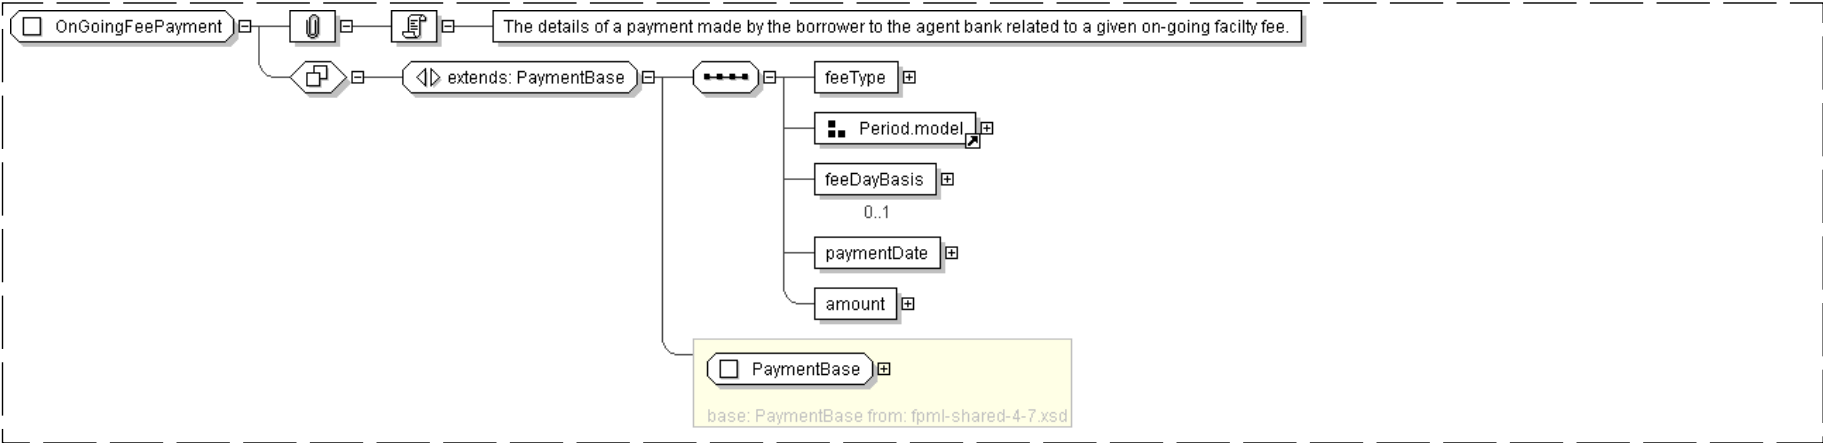 OnGoingFeePayment
The details of a payment made by the borrower to the agent bank related to a given on-going facilty fee.
extends: PaymentBase
feeType
Period.model
feeDayBasis
0..1
paymentDate
amount
PaymentBase
base: PaymentBase from: fpml-shared-4-7.xsd